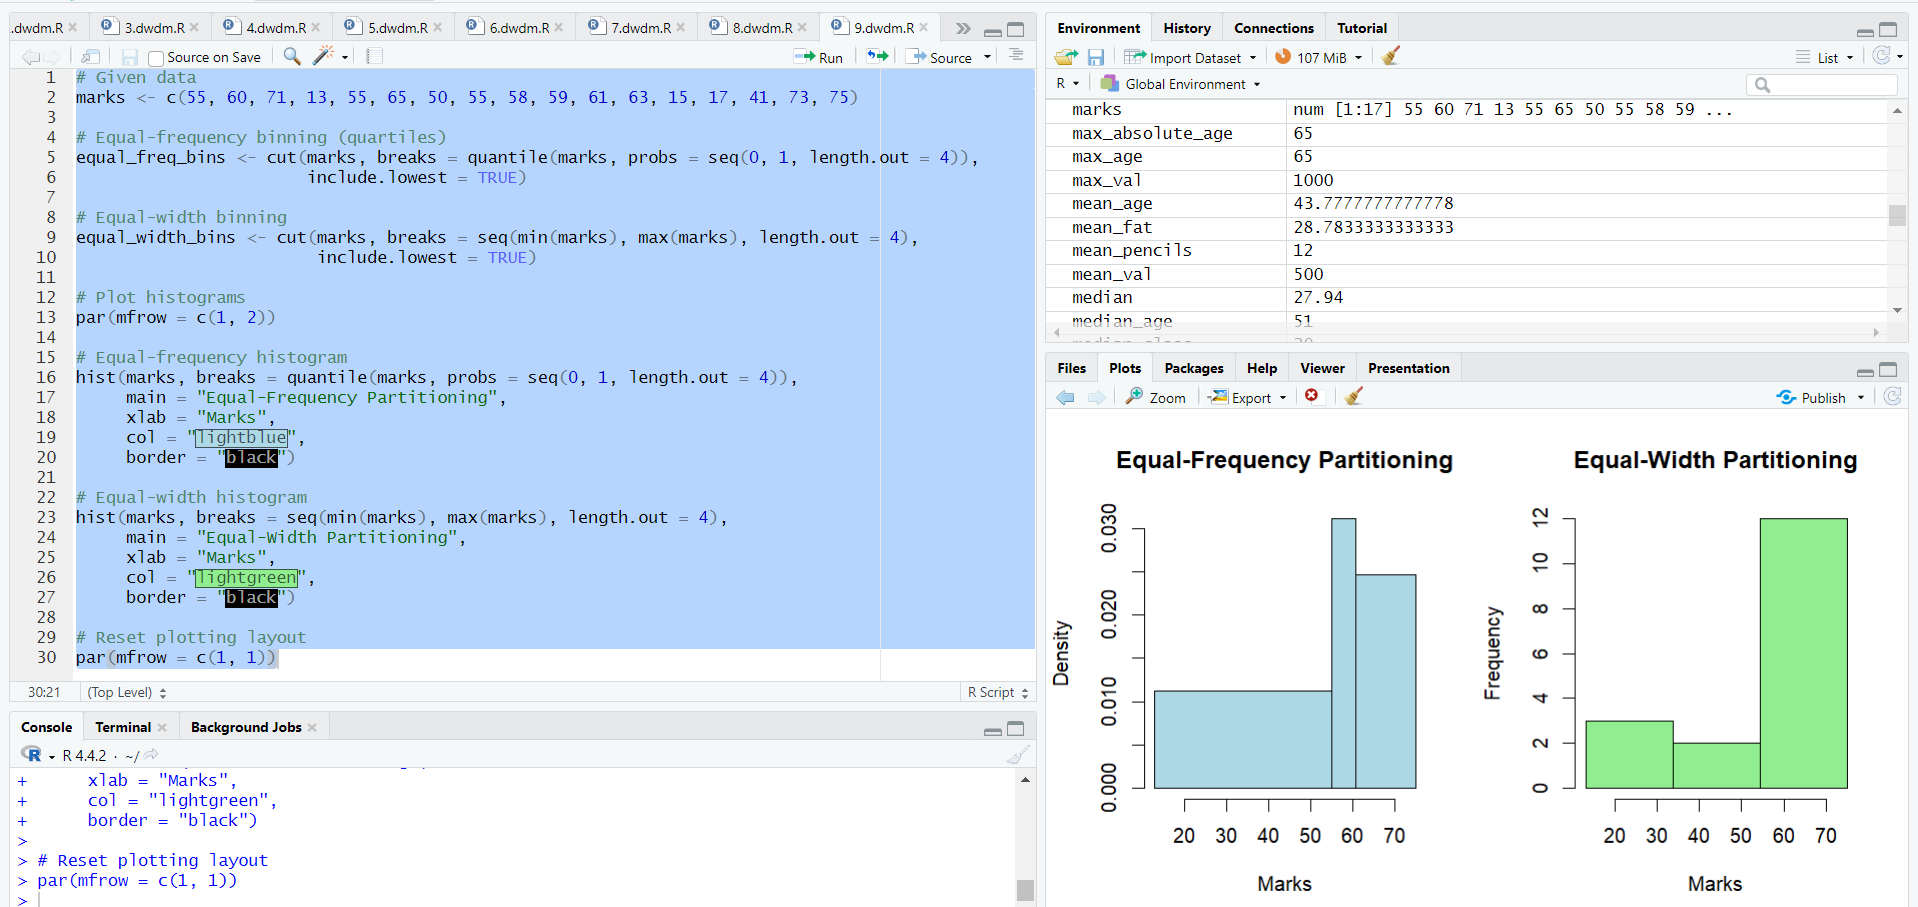 .dwdm.R × 3.dwdm.R × 4.dwdm.R × 5.dwdm.R × 6.dwdm.R × 7.dwdm.R × 8.dwdm.R × 9.dwdm.R ×
Source on Save Run Source
1 # Given data
2 marks <- c(55, 60, 71, 13, 55, 65, 50, 55, 58, 59, 61, 63, 15, 17, 41, 73, 75)
3
4 # Equal-frequency binning (quartiles)
5 equal_freq_bins <- cut(marks, breaks = quantile(marks, probs = seq(0, 1, length.out = 4)),
6 include.lowest = TRUE)
7
8 # Equal-width binning
9 equal_width_bins <- cut(marks, breaks = seq(min(marks), max(marks), length.out = 4),
10 include.lowest = TRUE)
11
12 # Plot histograms
13 par(mfrow = c(1, 2))
14
15 # Equal-frequency histogram
16 hist(marks, breaks = quantile(marks, probs = seq(0, 1, length.out = 4)),
17 main = "Equal-Frequency Partitioning",
18 xlab = "Marks",
19 col = "lightblue",
20 border = "black")
21
22 # Equal-width histogram
23 hist(marks, breaks = seq(min(marks), max(marks), length.out = 4),
24 main = "Equal-Width Partitioning",
25 xlab = "Marks",
26 col = "lightgreen",
27 border = "black")
28
29 # Reset plotting layout
30 par(mfrow = c(1, 1))
30:21 (Top Level) R Script
Console Terminal × Background Jobs ×
R R 4.4.2 · ~/
+ xlab = "Marks",
+ col = "lightgreen",
+ border = "black")
>
> # Reset plotting layout
> par(mfrow = c(1, 1))
>
Environment History Connections Tutorial
Import Dataset 107 MiB List
R Global Environment
marks num [1:17] 55 60 71 13 55 65 50 55 58 59 ...
max_absolute_age 65
max_age 65
max_val 1000
mean_age 43.7777777777778
mean_fat 28.7833333333333
mean_pencils 12
mean_val 500
median 27.94
median_age 51
Files Plots Packages Help Viewer Presentation
Zoom Export Publish
Equal-Frequency Partitioning
Density
0.000 0.010 0.020 0.030
20 30 40 50 60 70
Marks
Equal-Width Partitioning
Frequency
0 2 4 6 8 10 12
20 30 40 50 60 70
Marks